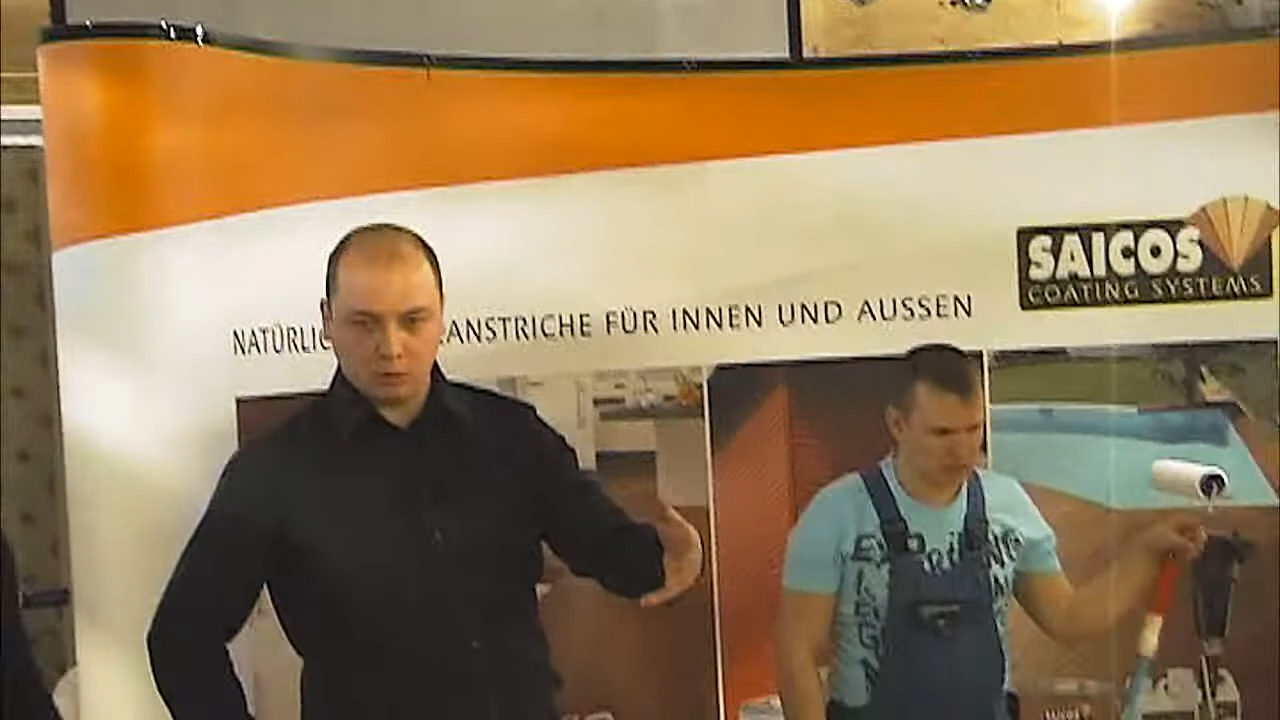 SAICOS
COATING SYSTEMS
NATÜRLIC ANSTRICHE FÜR INNEN UND AUSSEN